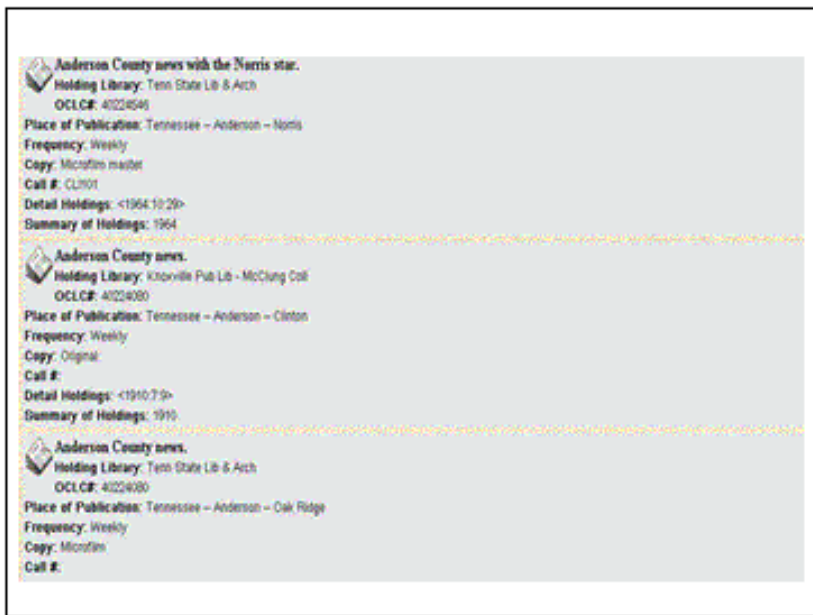 Anderson County news with the Norris star.
Holding Library: Tenn State Lib & Arch
OCLC#: 40224646
Place of Publication: Tennessee – Anderson – Norris
Frequency: Weekly
Copy: Microfilm master
Call #:
Detail Holdings: <1964:10:29>
Summary of Holdings: 1964
Anderson County news.
Holding Library: Knoxville Pub Lib - McClung Coll
OCLC#: 40224080
Place of Publication: Tennessee – Anderson – Clinton
Frequency: Weekly
Copy: Original
Call #:
Detail Holdings: <1910:7:9>
Summary of Holdings: 1910
Anderson County news.
Holding Library: Tenn State Lib & Arch
OCLC#: 40224080
Place of Publication: Tennessee – Anderson – Oak Ridge
Frequency: Weekly
Copy: Microfilm
Call #: